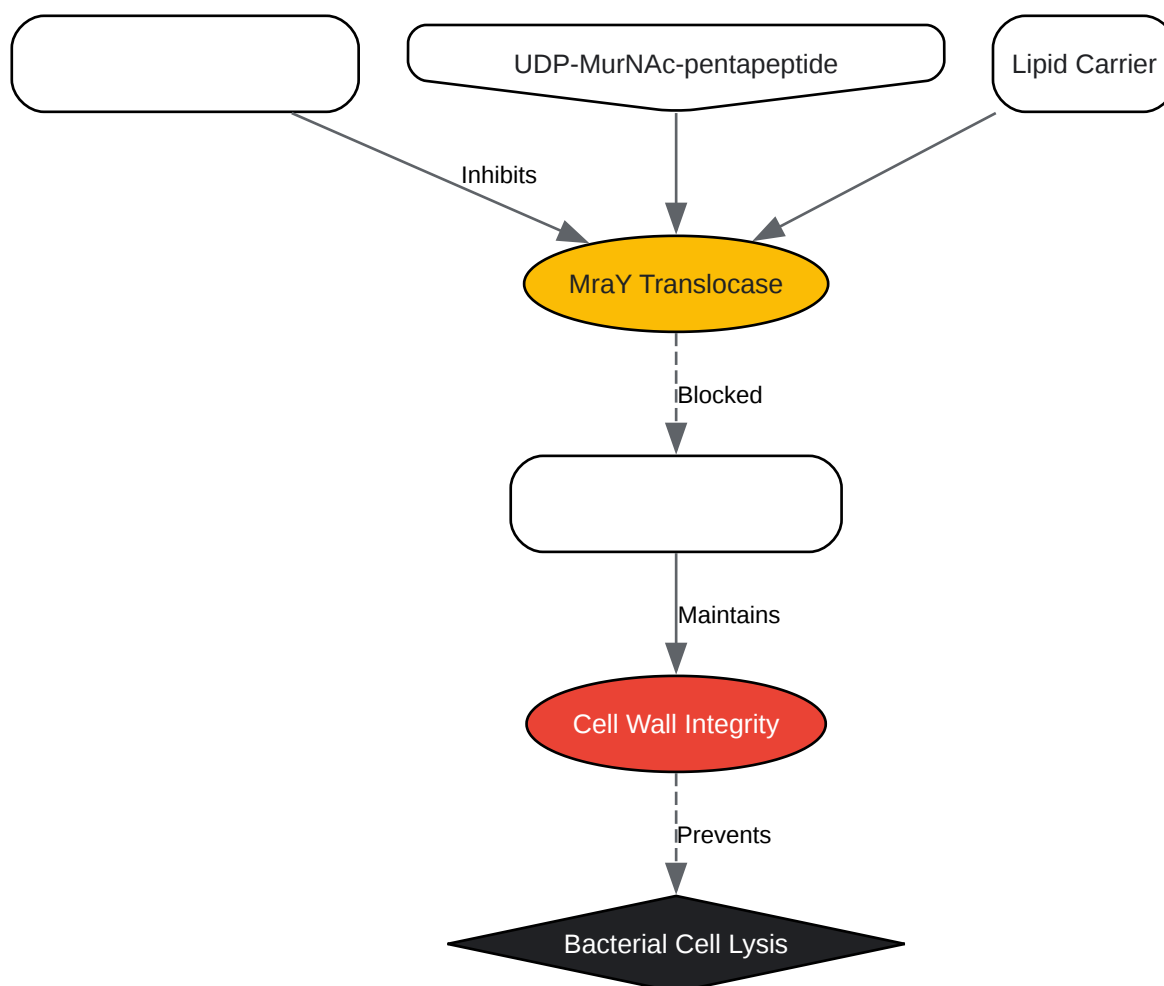 UDP-MurNAc-pentapeptide
Lipid Carrier
Inhibits
MraY Translocase
Blocked
Maintains
Cell Wall Integrity
Prevents
Bacterial Cell Lysis